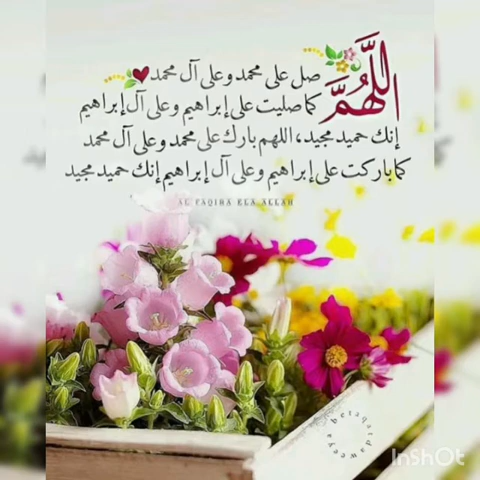 اللَّهُمَّ صل على محمد وعلى آل محمد
كما صليت على إبراهيم وعلى آل إبراهيم
إنك حميد مجيد، اللهم بارك على محمد وعلى آل محمد
كما باركت على إبراهيم وعلى آل إبراهيم إنك حميد مجيد
AL FAQIRA ELA ALLAH
InShOt